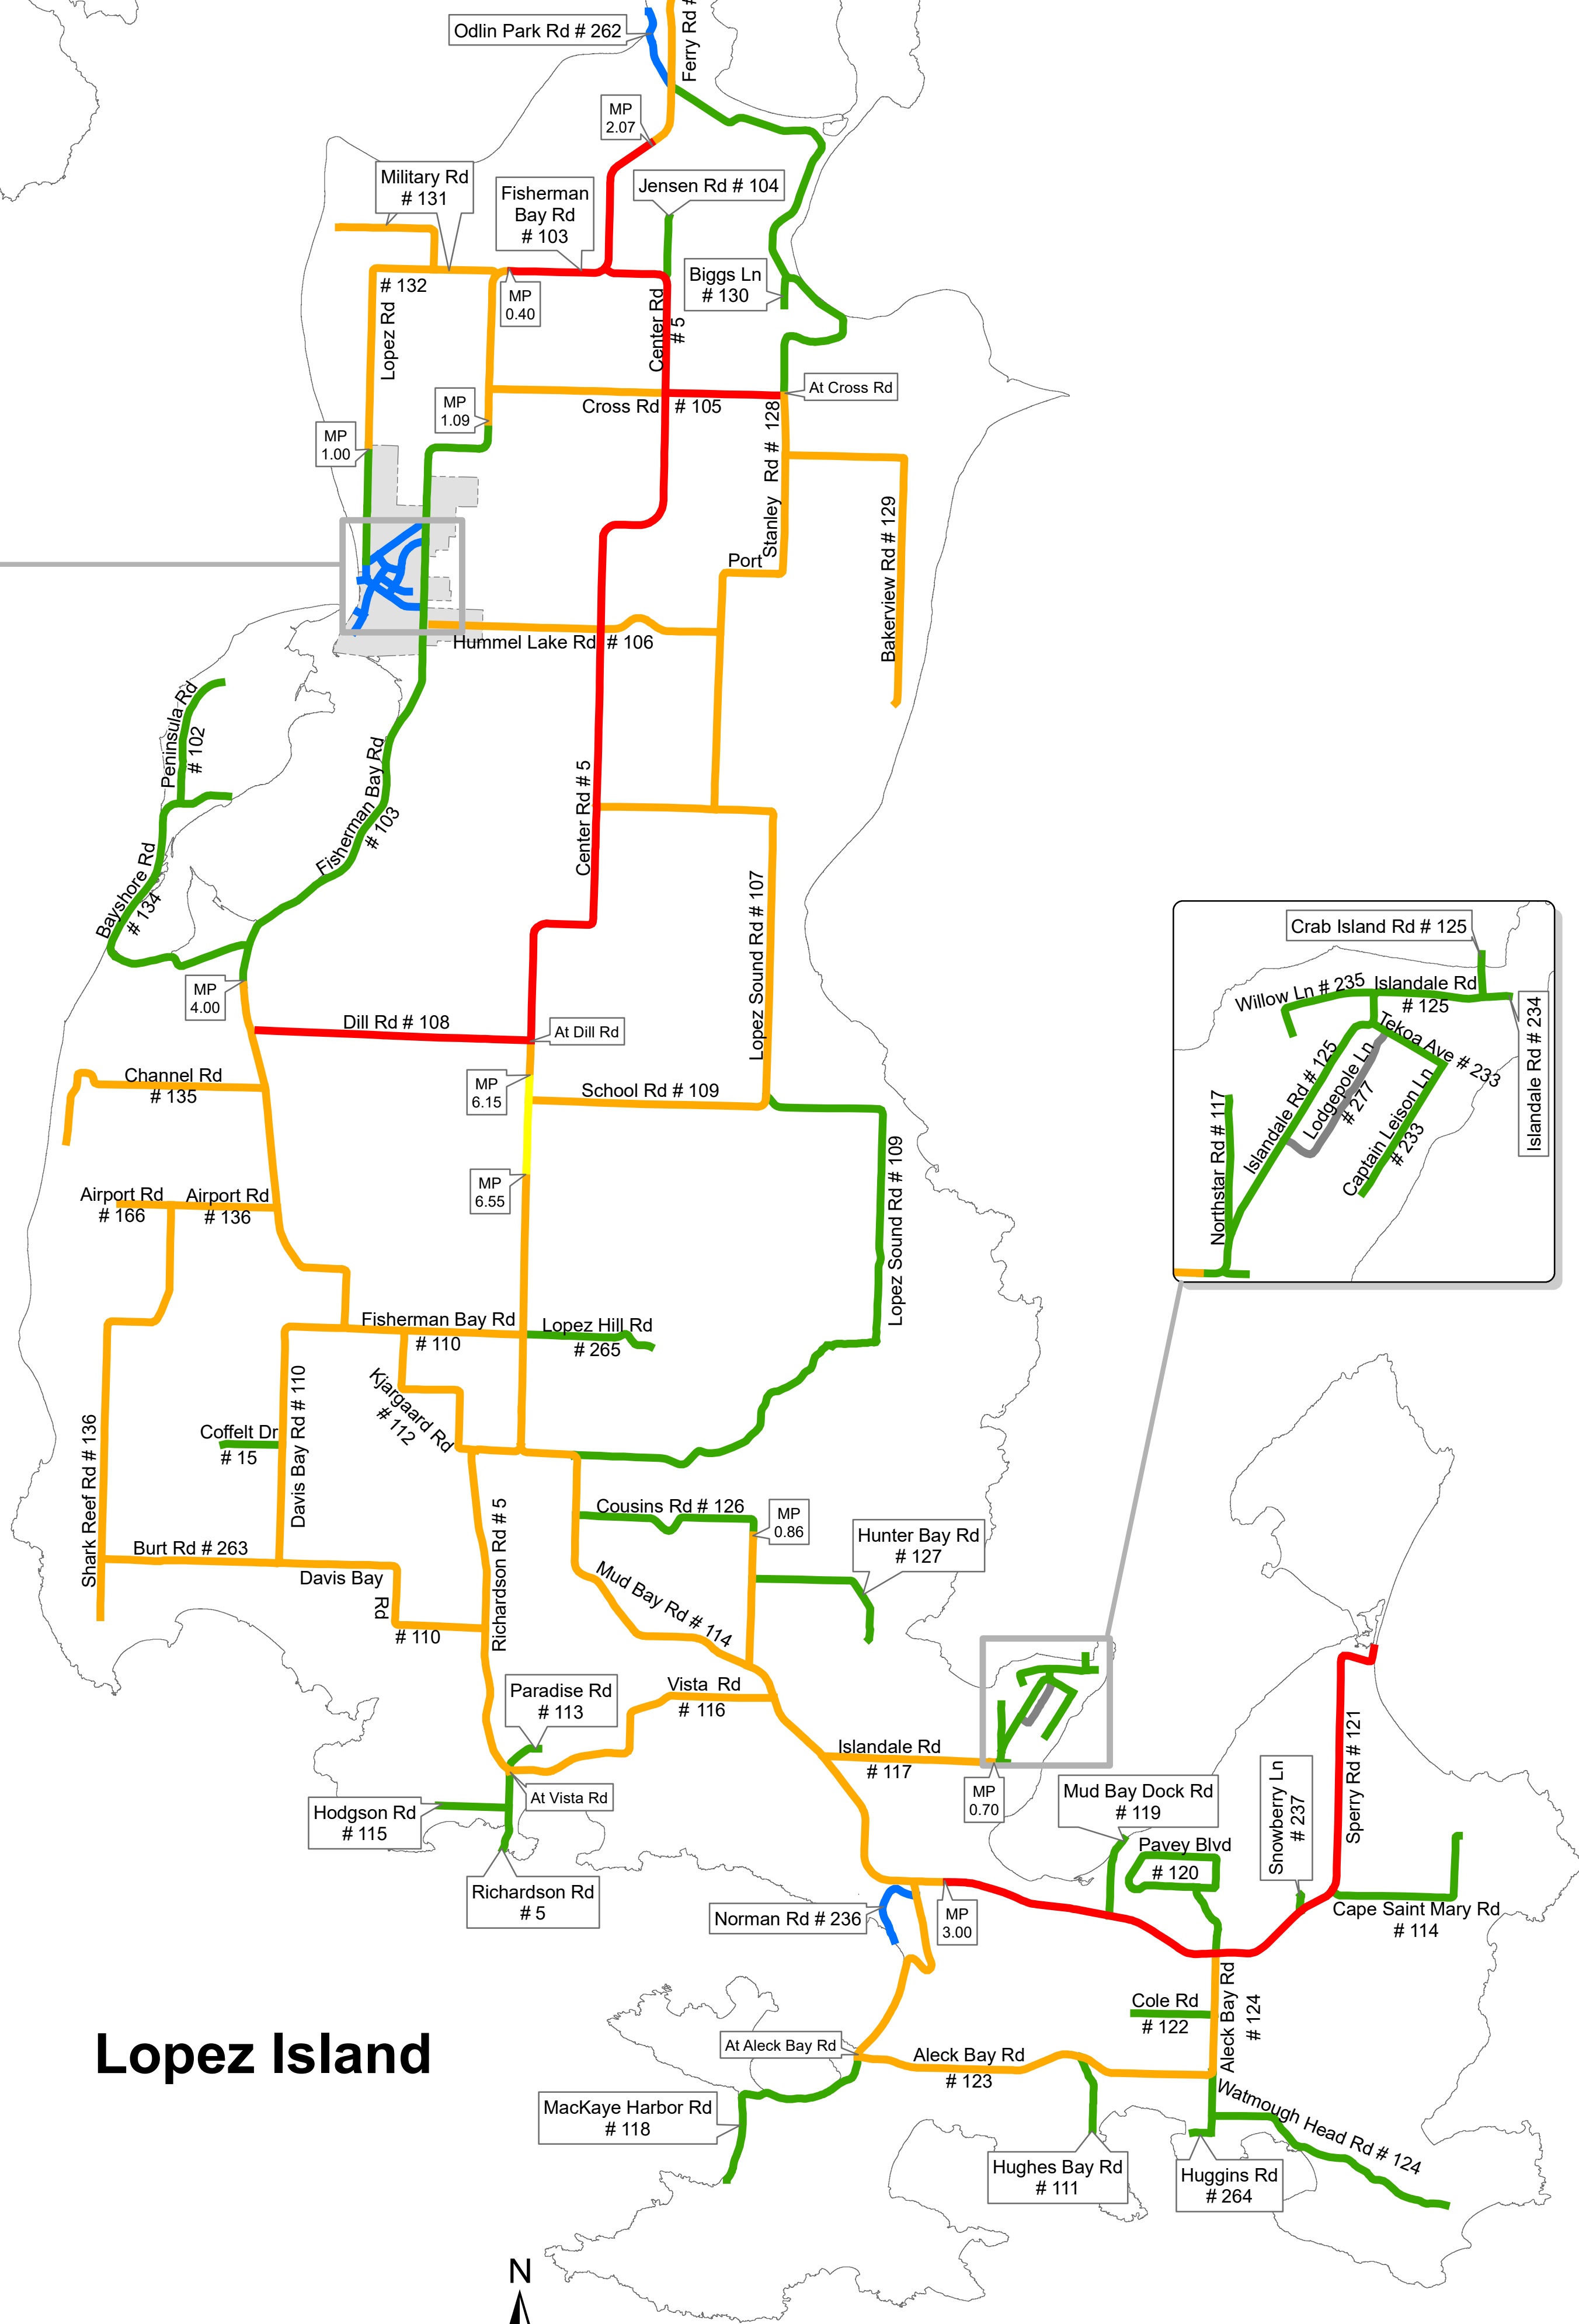 Odlin Park Rd # 262
Ferry Rd #
MP
2.07
Military Rd
# 131
Fisherman
Bay Rd
# 103
Jensen Rd # 104
Biggs Ln
# 130
# 132
Lopez Rd
MP
0.40
Center Rd
# 5
MP
1.09
Cross Rd
# 105
At Cross Rd
MP
1.00
Port
Stanley Rd # 128
Bakerview Rd # 129
Hummel Lake Rd # 106
Peninsula Rd
# 102
Fisherman Bay Rd
# 103
Center Rd # 5
Bayshore Rd
# 134
Lopez Sound Rd # 107
MP
4.00
Dill Rd # 108
At Dill Rd
Channel Rd
# 135
MP
6.15
School Rd # 109
MP
6.55
Airport Rd
# 166
Airport Rd
# 136
Lopez Sound Rd # 109
Fisherman Bay Rd
# 110
Lopez Hill Rd
# 265
Kjargaard Rd
# 112
Coffelt Dr
# 15
Davis Bay Rd # 110
Shark Reef Rd # 136
Burt Rd # 263
Davis Bay
Rd
# 110
Richardson Rd # 5
Cousins Rd # 126
MP
0.86
Hunter Bay Rd
# 127
Mud Bay Rd # 114
Paradise Rd
# 113
Vista Rd
# 116
At Vista Rd
Hodgson Rd
# 115
Richardson Rd
# 5
Islandale Rd
# 117
MP
0.70
Crab Island Rd # 125
Willow Ln # 235
Islandale Rd
# 125
Islandale Rd # 234
Tekoa Ave # 233
Islandale Rd # 125
Lodgepole Ln
# 277
Captain Leison Ln
# 233
Northstar Rd # 117
Mud Bay Dock Rd
# 119
Pavey Blvd
# 120
Snowberry Ln
# 237
Sperry Rd # 121
Cape Saint Mary Rd
# 114
Norman Rd # 236
MP
3.00
Cole Rd
# 122
Aleck Bay Rd
# 124
At Aleck Bay Rd
Aleck Bay Rd
# 123
MacKaye Harbor Rd
# 118
Hughes Bay Rd
# 111
Watmough Head Rd # 124
Huggins Rd
# 264
Lopez Island
N